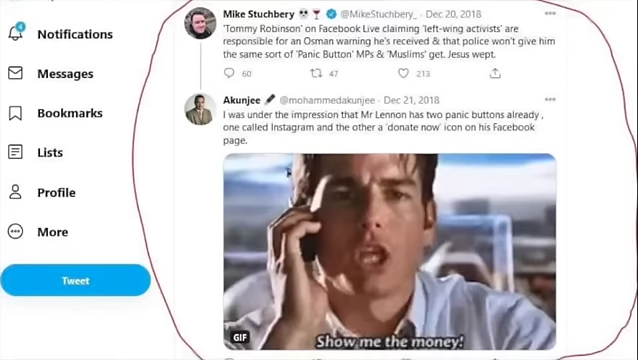 Mike Stuchbery @MikeStuchbery_ · Dec 20, 2018
'Tommy Robinson' on Facebook Live claiming 'left-wing activists' are
responsible for an Osman warning he's received & that police won't give him
the same sort of 'Panic Button' MPs & 'Muslims' get. Jesus wept.
60 47 213
Akunjee @mohammedakunjee · Dec 21, 2018
I was under the impression that Mr Lennon has two panic buttons already ,
one called Instagram and the other a 'donate now' icon on his Facebook
page.
GIF
Show me the money!
4
Notifications
Messages
Bookmarks
Lists
Profile
More
Tweet